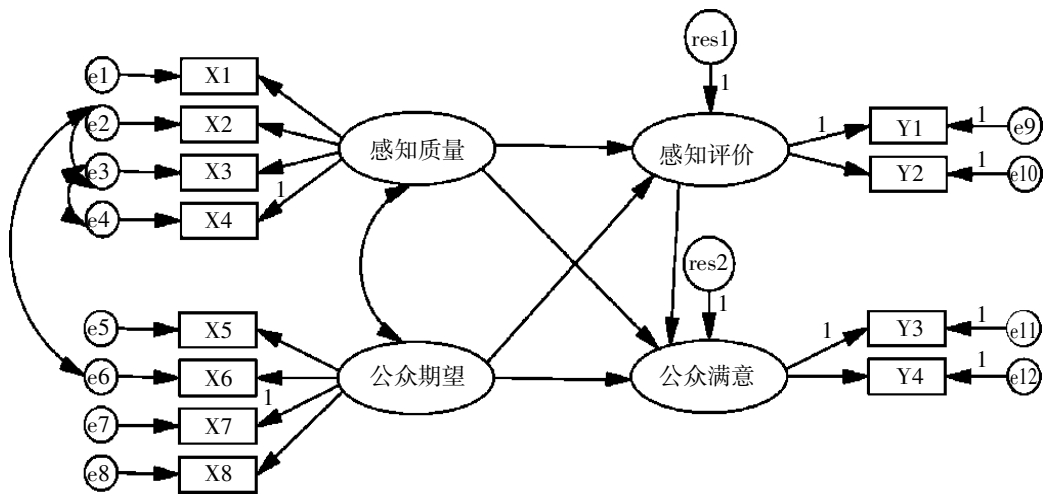 res1
e1 X1 1
e2 X2 感知质量 感知评价 1 Y1 1 e9
e3 X3 Y2 1 e10
1
e4 X4
res2
e5 X5 1 1 Y3 1 e11
e6 X6 公众期望 公众满意 Y4 1 e12
1
e7 X7
e8 X8